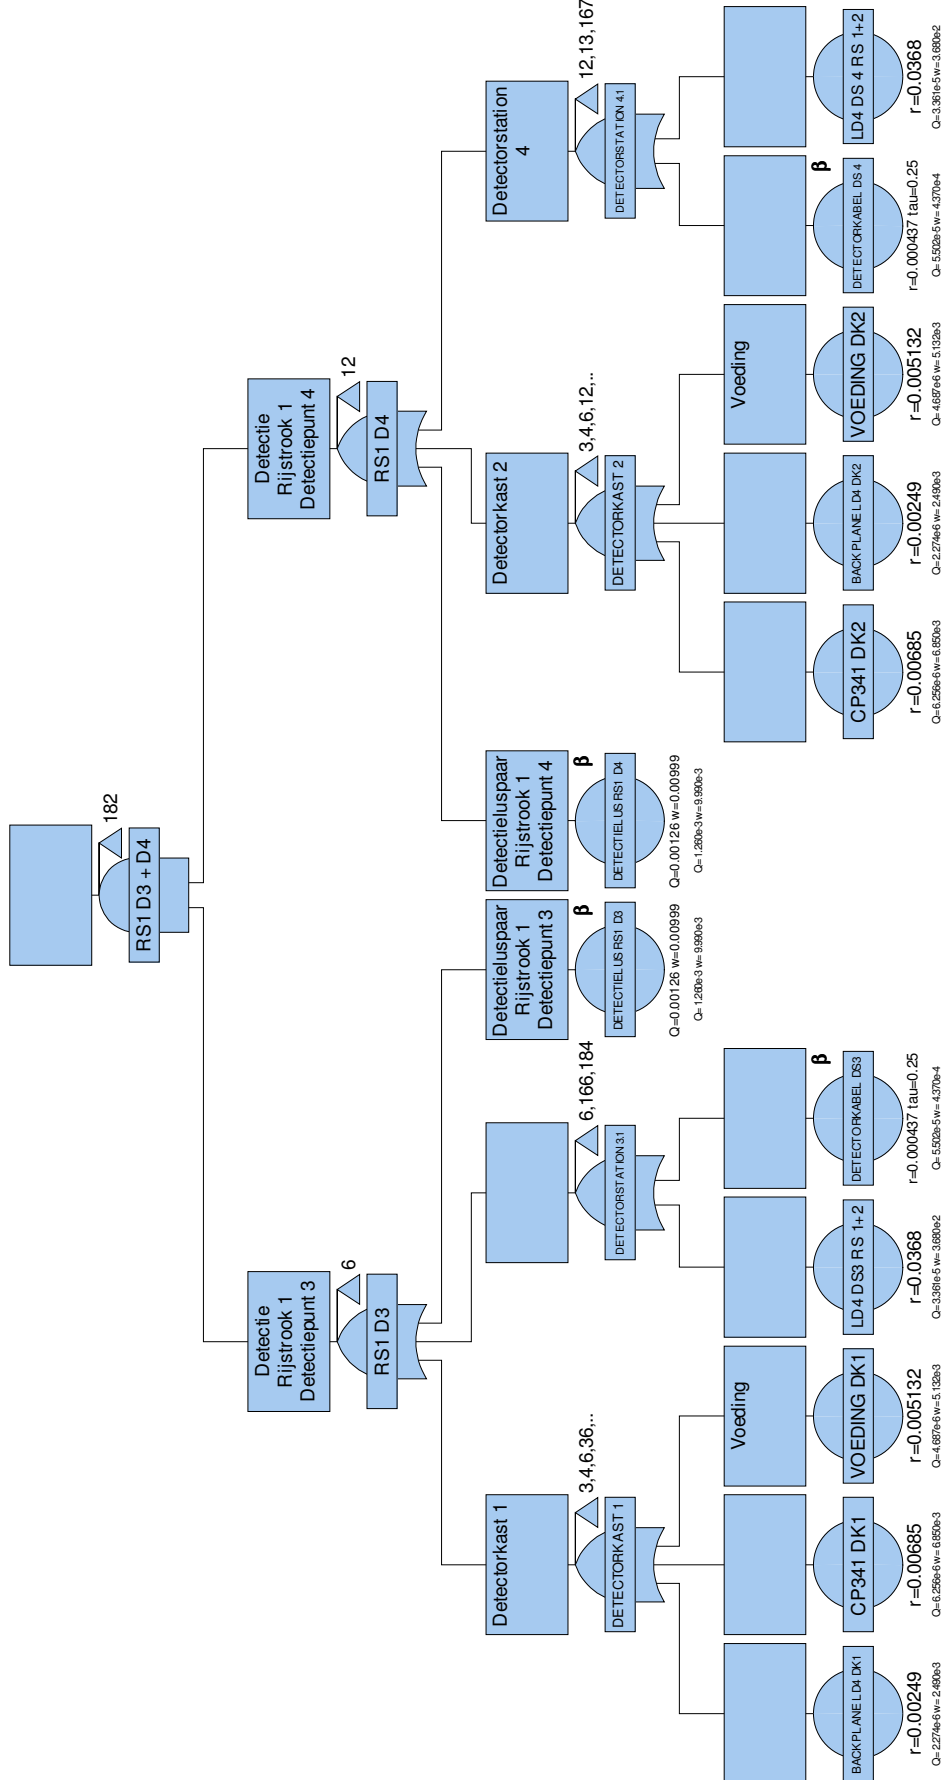 182
RS1 D3 + D4
Detectie
Rijstrook 1
Detectiepunt 3
6
RS1 D3
Detectie
Rijstrook 1
Detectiepunt 4
12
RS1 D4
Detectorkast 1
3,4,6,36,..
DETECTORKAST 1
6,166,184
DETECTORSTATION 3.1
Detectieluspaar
Rijstrook 1
Detectiepunt 3
β
DETECTIELUS RS1 D3
Q=0.00126 w=0.00999
Q=1.260e-3 w=9.990e-3
Detectieluspaar
Rijstrook 1
Detectiepunt 4
β
DETECTIELUS RS1 D4
Q=0.00126 w=0.00999
Q=1.260e-3 w=9.990e-3
Detectorkast 2
3,4,6,12,..
DETECTORKAST 2
Detectorstation
4
12,13,167
DETECTORSTATION 4.1
BACKPLANE LD4 DK1
r=0.00249
Q=2.274e-6 w=2.490e-3
CP341 DK1
r=0.00685
Q=6.256e-6 w=6.850e-3
Voeding
VOEDING DK1
r=0.005132
Q=4.687e-6 w=5.132e-3
LD4 DS3 RS 1+2
r=0.0368
Q=3.361e-5 w=3.680e-2
β
DETECTORKABEL DS3
r=0.000437 tau=0.25
Q=5.502e-5 w=4.370e-4
CP341 DK2
r=0.00685
Q=6.256e-6 w=6.850e-3
BACKPLANE LD4 DK2
r=0.00249
Q=2.274e-6 w=2.490e-3
Voeding
VOEDING DK2
r=0.005132
Q=4.687e-6 w=5.132e-3
β
DETECTORKABEL DS 4
r=0.000437 tau=0.25
Q=5.502e-5 w=4.370e-4
LD4 DS 4 RS 1+2
r=0.0368
Q=3.361e-5 w=3.680e-2